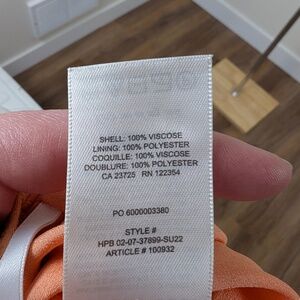 SHELL: 100% VISCOSE
LINING: 100% POLYESTER
COQUILLE: 100% VISCOSE
DOUBLURE: 100% POLYESTER
CA 23725 RN 122354
PO 6000003380
STYLE #
HPB 02-07-37899-SU22
ARTICLE # 100932